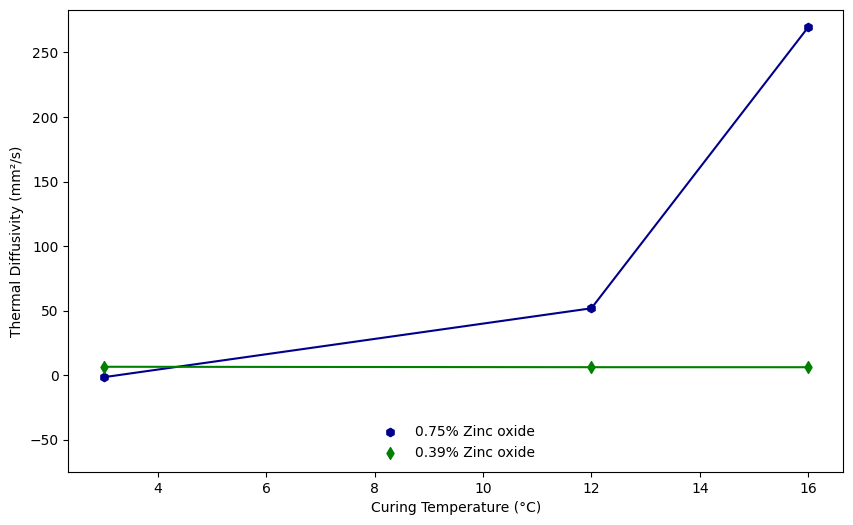 250
200
150
100
50
0
−50
Thermal Diffusivity (mm²/s)
0.75% Zinc oxide
0.39% Zinc oxide
4 6 8 10 12 14 16
Curing Temperature (°C)